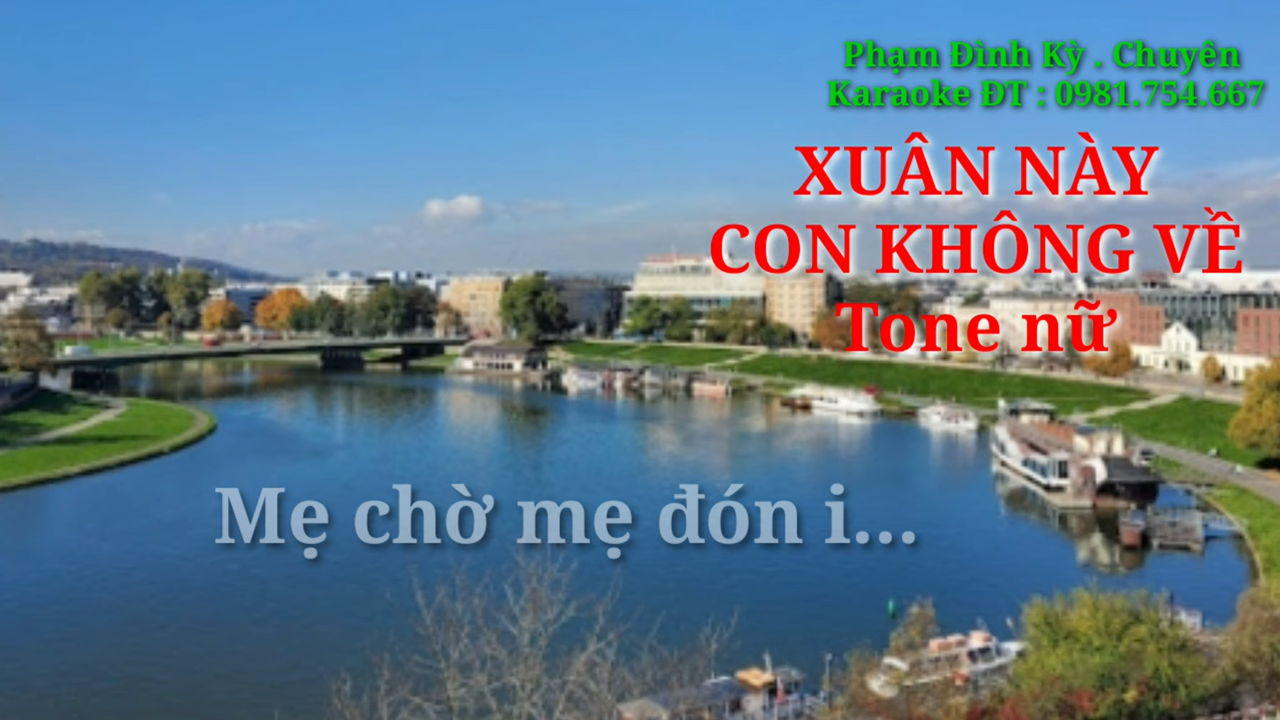 Phạm Đình Kỳ . Chuyên
Karaoke ĐT : 0981.754.667
XUÂN NÀY
CON KHÔNG VỀ
Tone nữ
Mẹ chờ mẹ đón i...